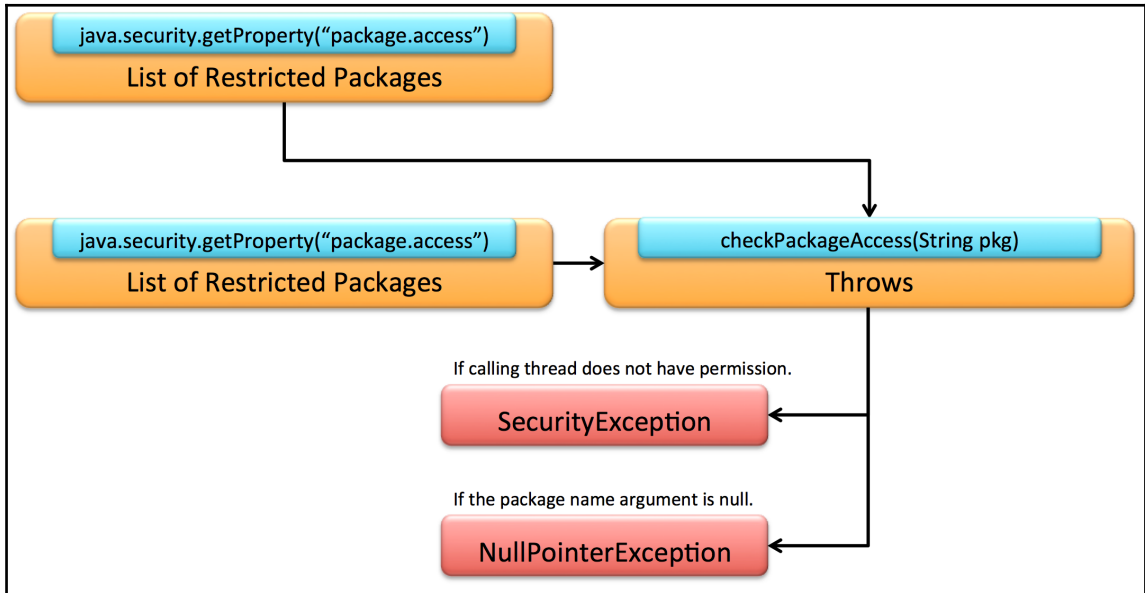 java.security.getProperty(“package.access”)
List of Restricted Packages
java.security.getProperty(“package.access”)
List of Restricted Packages
checkPackageAccess(String pkg)
Throws
If calling thread does not have permission.
SecurityException
If the package name argument is null.
NullPointerException